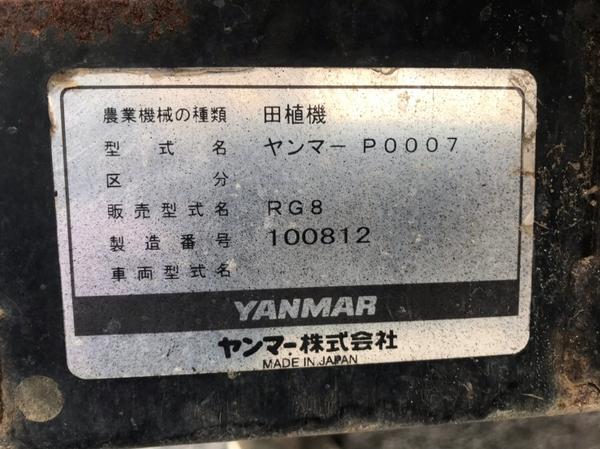 農業機械の種類 田植機
型式名 ヤンマー P0007
区分
販売型式名 RG8
製造番号 100812
車両型式名
YANMAR
ヤンマー株式会社
MADE IN JAPAN